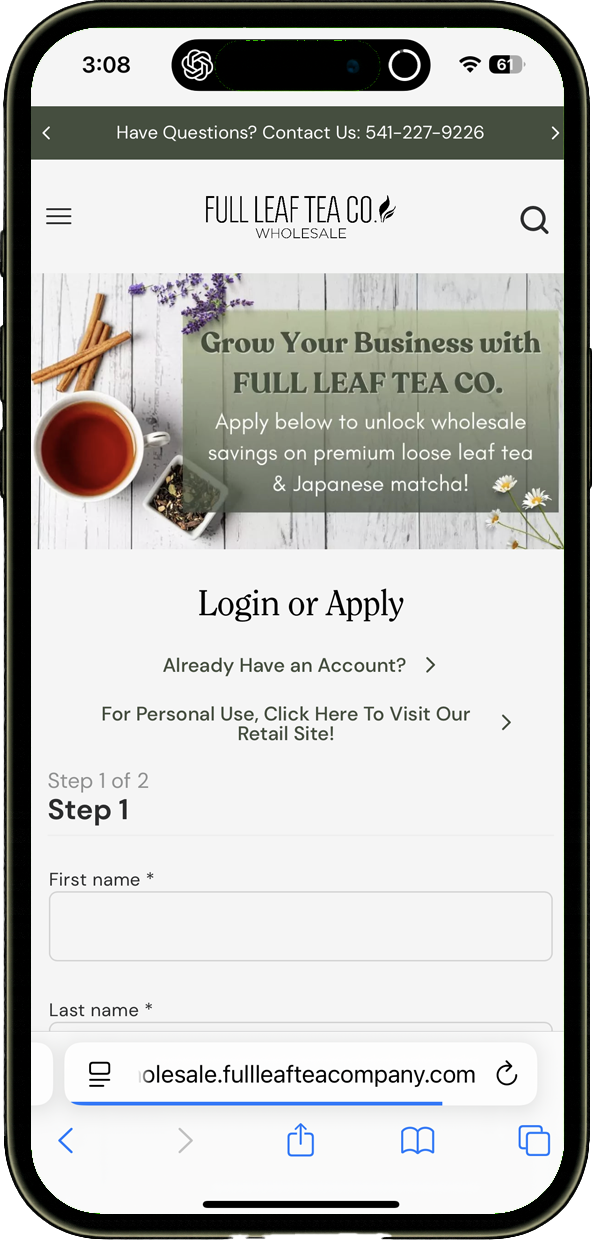 3:08
61
Have Questions? Contact Us: 541-227-9226
FULL LEAF TEA CO.
WHOLESALE
Grow Your Business with
FULL LEAF TEA CO.
Apply below to unlock wholesale
savings on premium loose leaf tea
& Japanese matcha!
Login or Apply
Already Have an Account?
For Personal Use, Click Here To Visit Our
Retail Site!
Step 1 of 2
Step 1
First name *
Last name *
olesale.fullleafteacompany.com